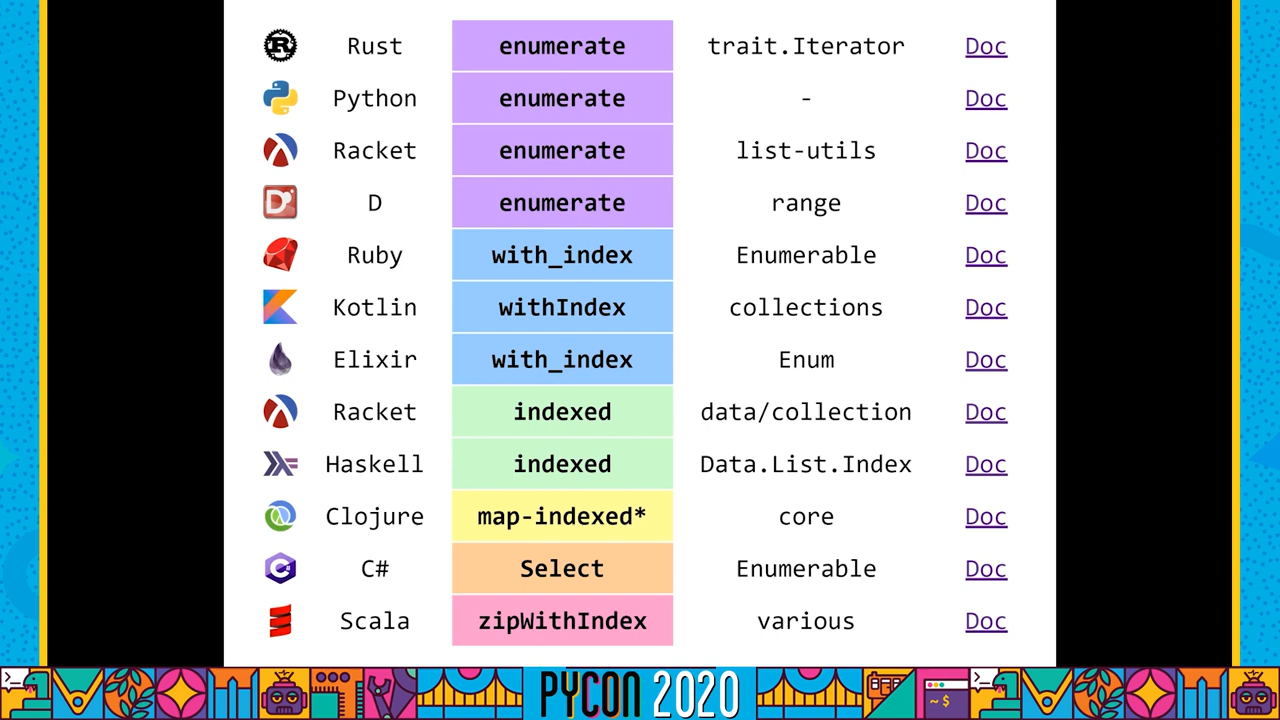 Rust enumerate trait.Iterator Doc
Python enumerate - Doc
Racket enumerate list-utils Doc
D enumerate range Doc
Ruby with_index Enumerable Doc
Kotlin withIndex collections Doc
Elixir with_index Enum Doc
Racket indexed data/collection Doc
Haskell indexed Data.List.Index Doc
Clojure map-indexed* core Doc
C# Select Enumerable Doc
Scala zipWithIndex various Doc
PYCON 2020
~$